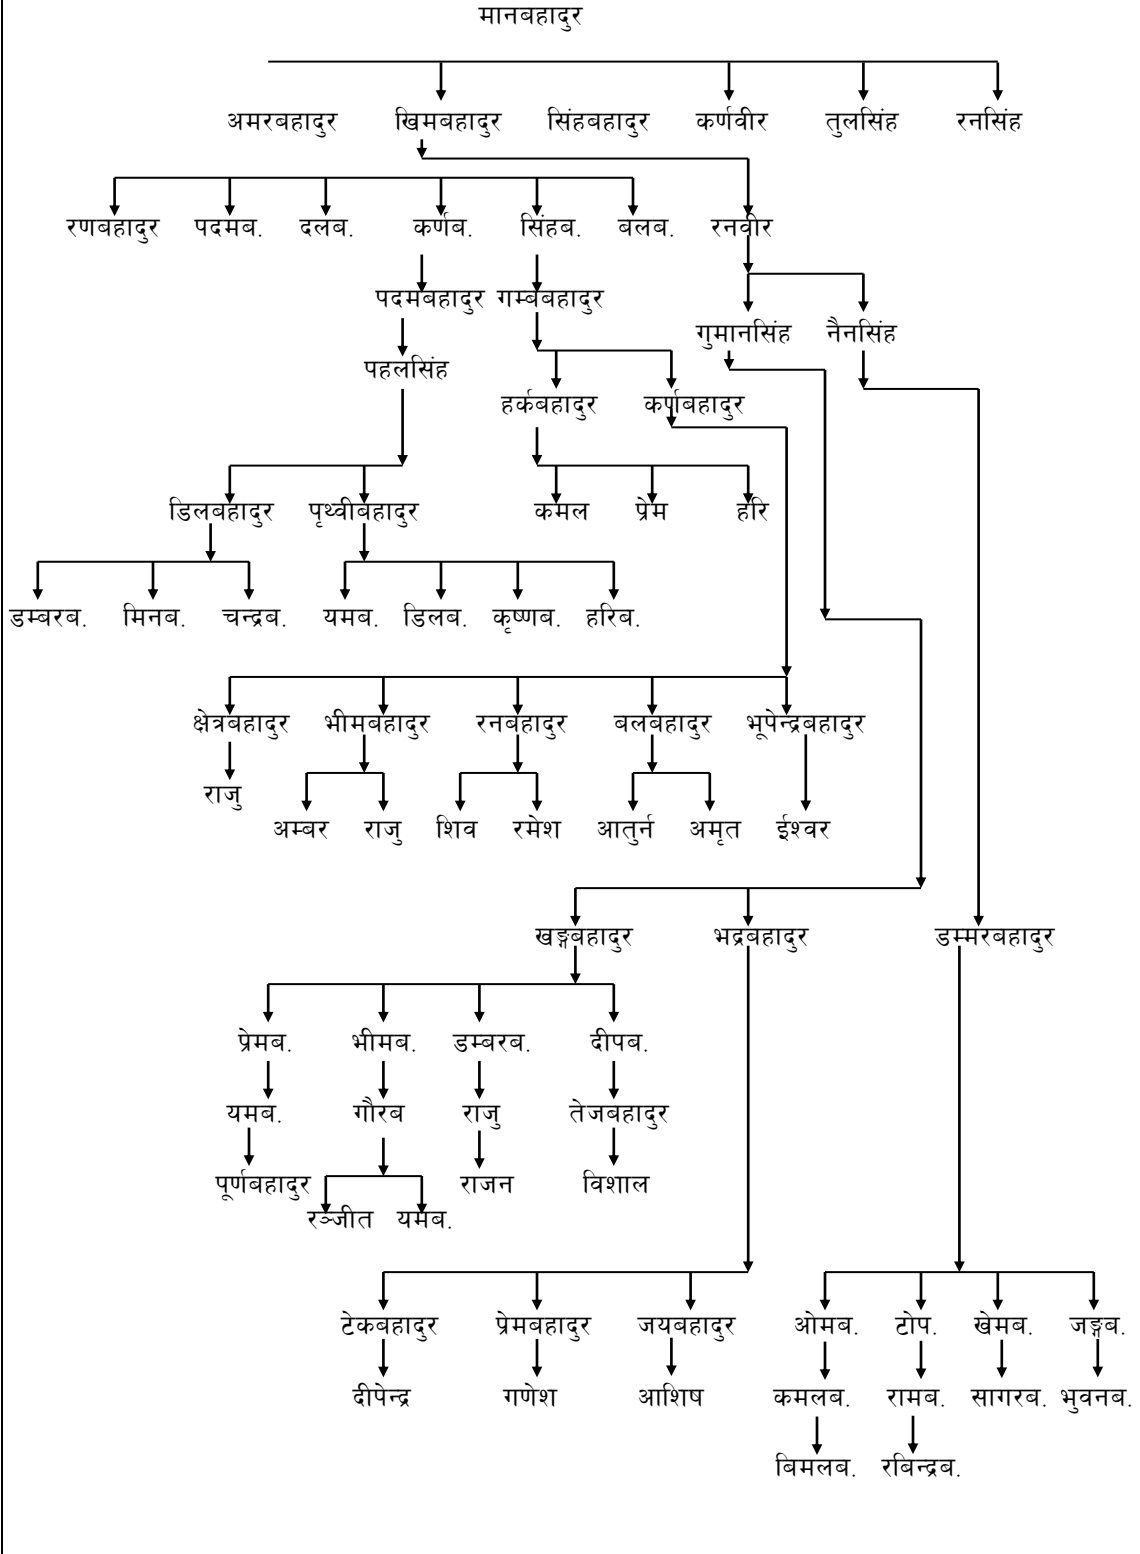 मानबहादुर
अमरबहादुर खिमबहादुर सिंहबहादुर कर्णवीर तुलसिंह रनसिंह
रणबहादुर पदमब. दलब. कर्णब. सिंहब. बलब. रनवीर
पदमबहादुर गम्बबहादुर
गुमानसिंह नैनसिंह
पहलसिंह
हर्कबहादुर कर्णबहादुर
डिलबहादुर पृथ्वीबहादुर कमल प्रेम हरि
डम्बरब. मिनब. चन्द्रब. यमब. डिलब. कृष्णब. हरिब.
क्षेत्रबहादुर भीमबहादुर रनबहादुर बलबहादुर भूपेन्द्रबहादुर
राजु
अम्बर राजु शिव रमेश आतुर्न अमृत ईश्वर
खङ्गबहादुर भद्रबहादुर डम्मरबहादुर
प्रेमब. भीमब. डम्बरब. दीपब.
यमब. गौरब राजु तेजबहादुर
पूर्णबहादुर राजन विशाल
रञ्जीत यमब.
टेकबहादुर प्रेमबहादुर जयबहादुर ओमब. टोप. खेमब. जङ्गब.
दीपेन्द्र गणेश आशिष कमलब. रामब. सागरब. भुवनब.
बिमलब. रबिन्द्रब.